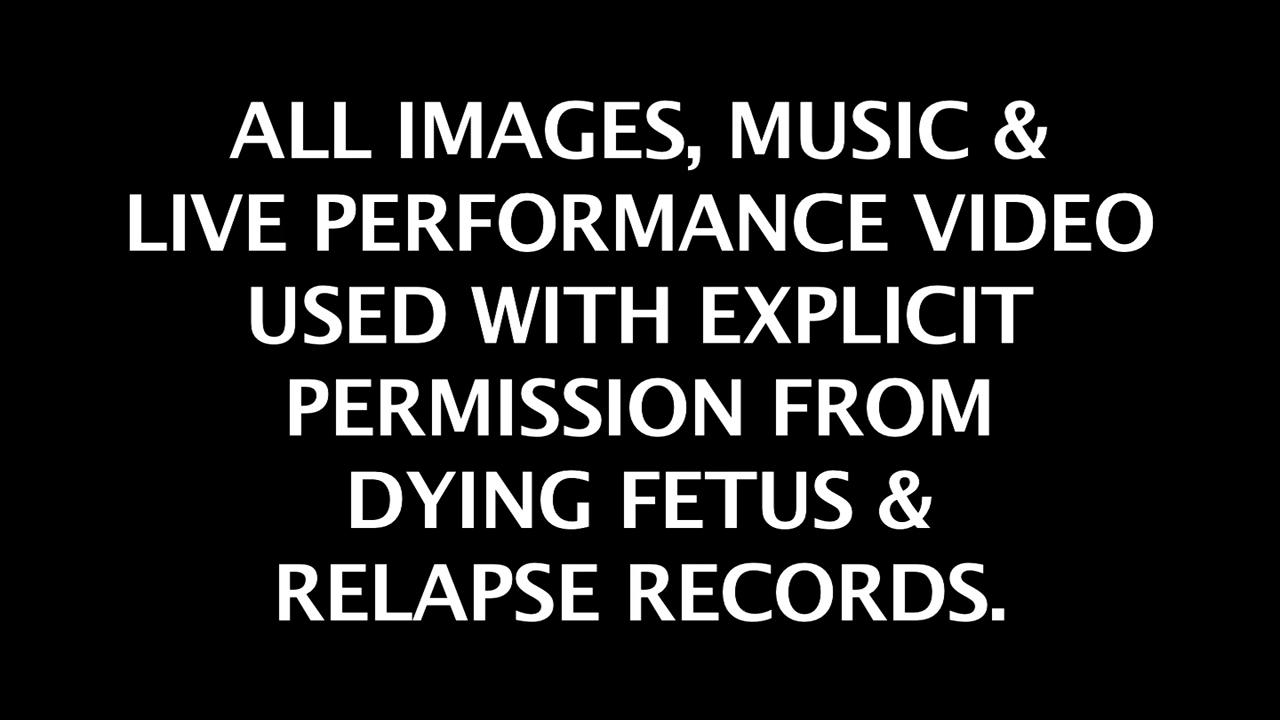 ALL IMAGES, MUSIC &
LIVE PERFORMANCE VIDEO
USED WITH EXPLICIT
PERMISSION FROM
DYING FETUS &
RELAPSE RECORDS.